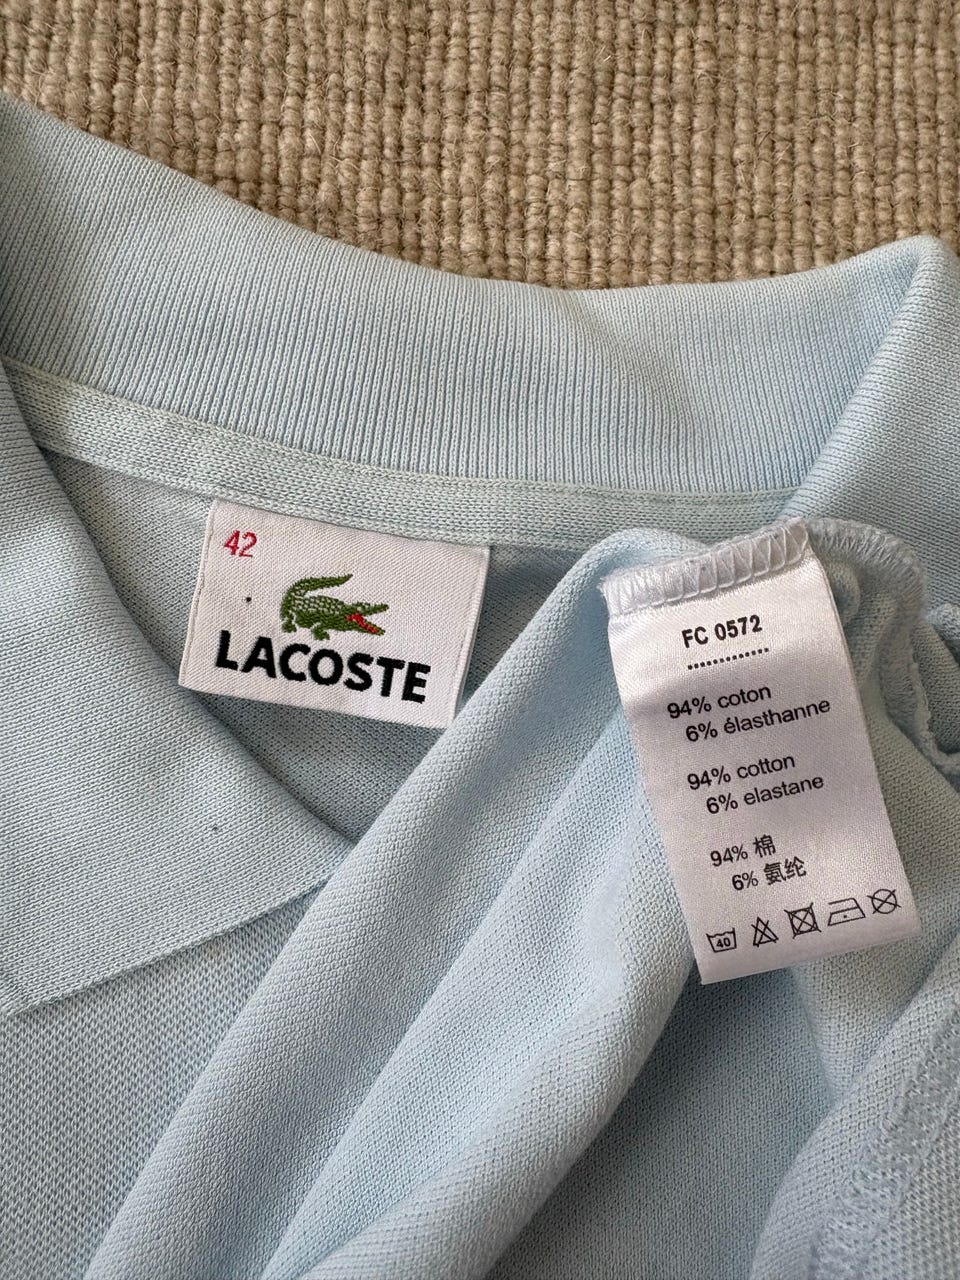 42
LACOSTE
FC 0572
94% coton
6% élasthanne
94% cotton
6% elastane
94% 棉
6% 氨纶
40